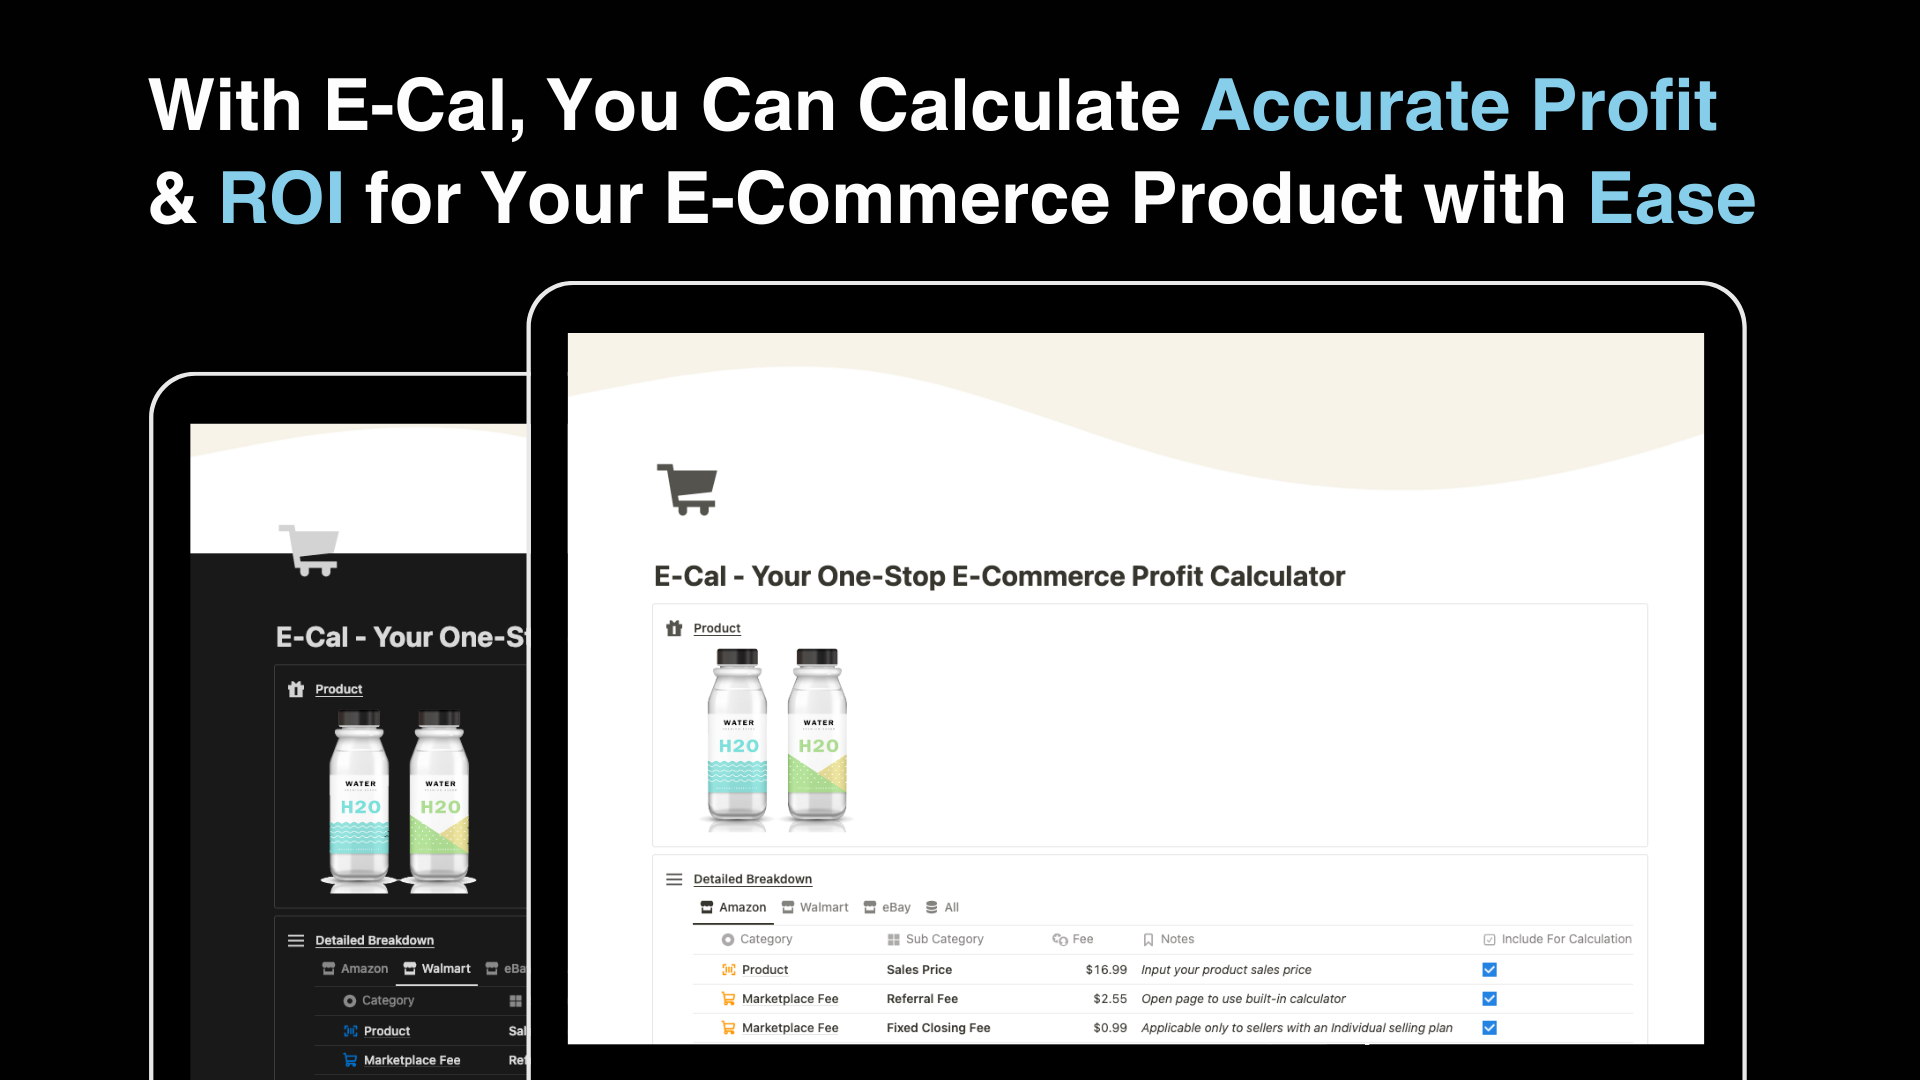 With E-Cal, You Can Calculate Accurate Profit
& ROI for Your E-Commerce Product with Ease
E-Cal - Your One-Stop E-Commerce Profit Calculator
Product
WATER
H2O
WATER
H2O
Detailed Breakdown
Amazon Walmart eBay All
Category Sub Category Fee Notes Include For Calculation
Product Sales Price $16.99 Input your product sales price
Marketplace Fee Referral Fee $2.55 Open page to use built-in calculator
Marketplace Fee Fixed Closing Fee $0.99 Applicable only to sellers with an Individual selling plan
E-Cal - Your One-St
Product
WATER
H2O
WATER
H2O
Detailed Breakdown
Amazon Walmart eBa
Category
Product Sal
Marketplace Fee Ref